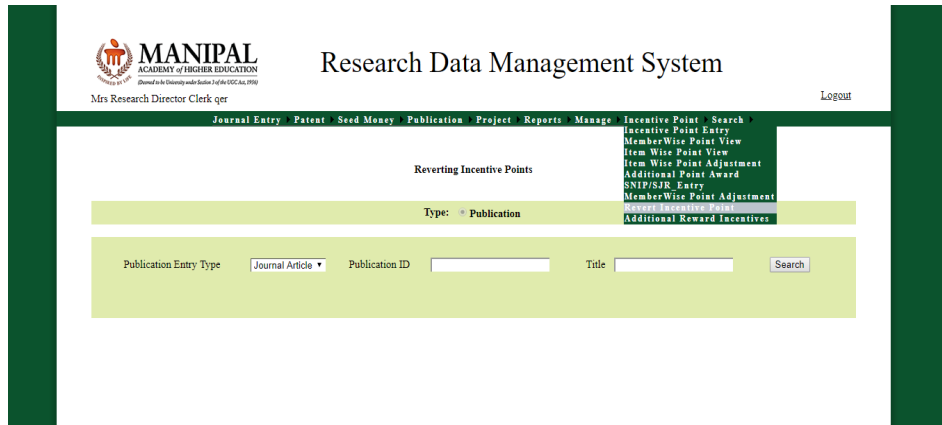 MANIPAL
ACADEMY of HIGHER EDUCATION
(Deemed to be University under Section 3 of the UGC Act, 1956)
INSPIRED BY LIFE
Research Data Management System
Mrs Research Director Clerk qer
Logout
Journal Entry Patent Seed Money Publication Project Reports Manage Incentive Point Search
Incentive Point Entry
MemberWise Point View
Item Wise Point View
Item Wise Point Adjustment
Additional Point Award
SNIP/SJR_Entry
MemberWise Point Adjustment
Revert Incentive Point
Additional Reward Incentives
Reverting Incentive Points
Type: Publication
Publication Entry Type Journal Article Publication ID Title Search